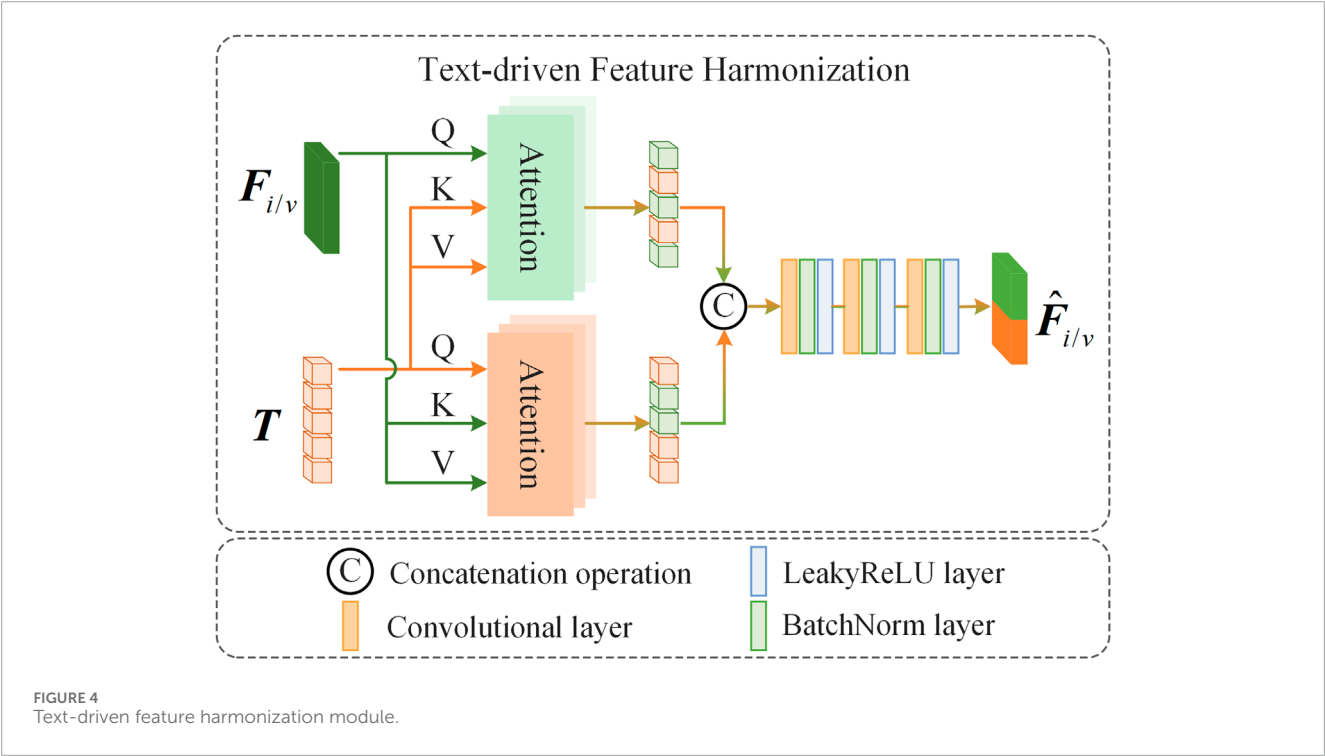 Text-driven Feature Harmonization
F i/v
Q
K
V
Attention
T
Q
K
V
Attention
C
F̂ i/v
C Concatenation operation
LeakyReLU layer
Convolutional layer
BatchNorm layer
FIGURE 4
Text-driven feature harmonization module.